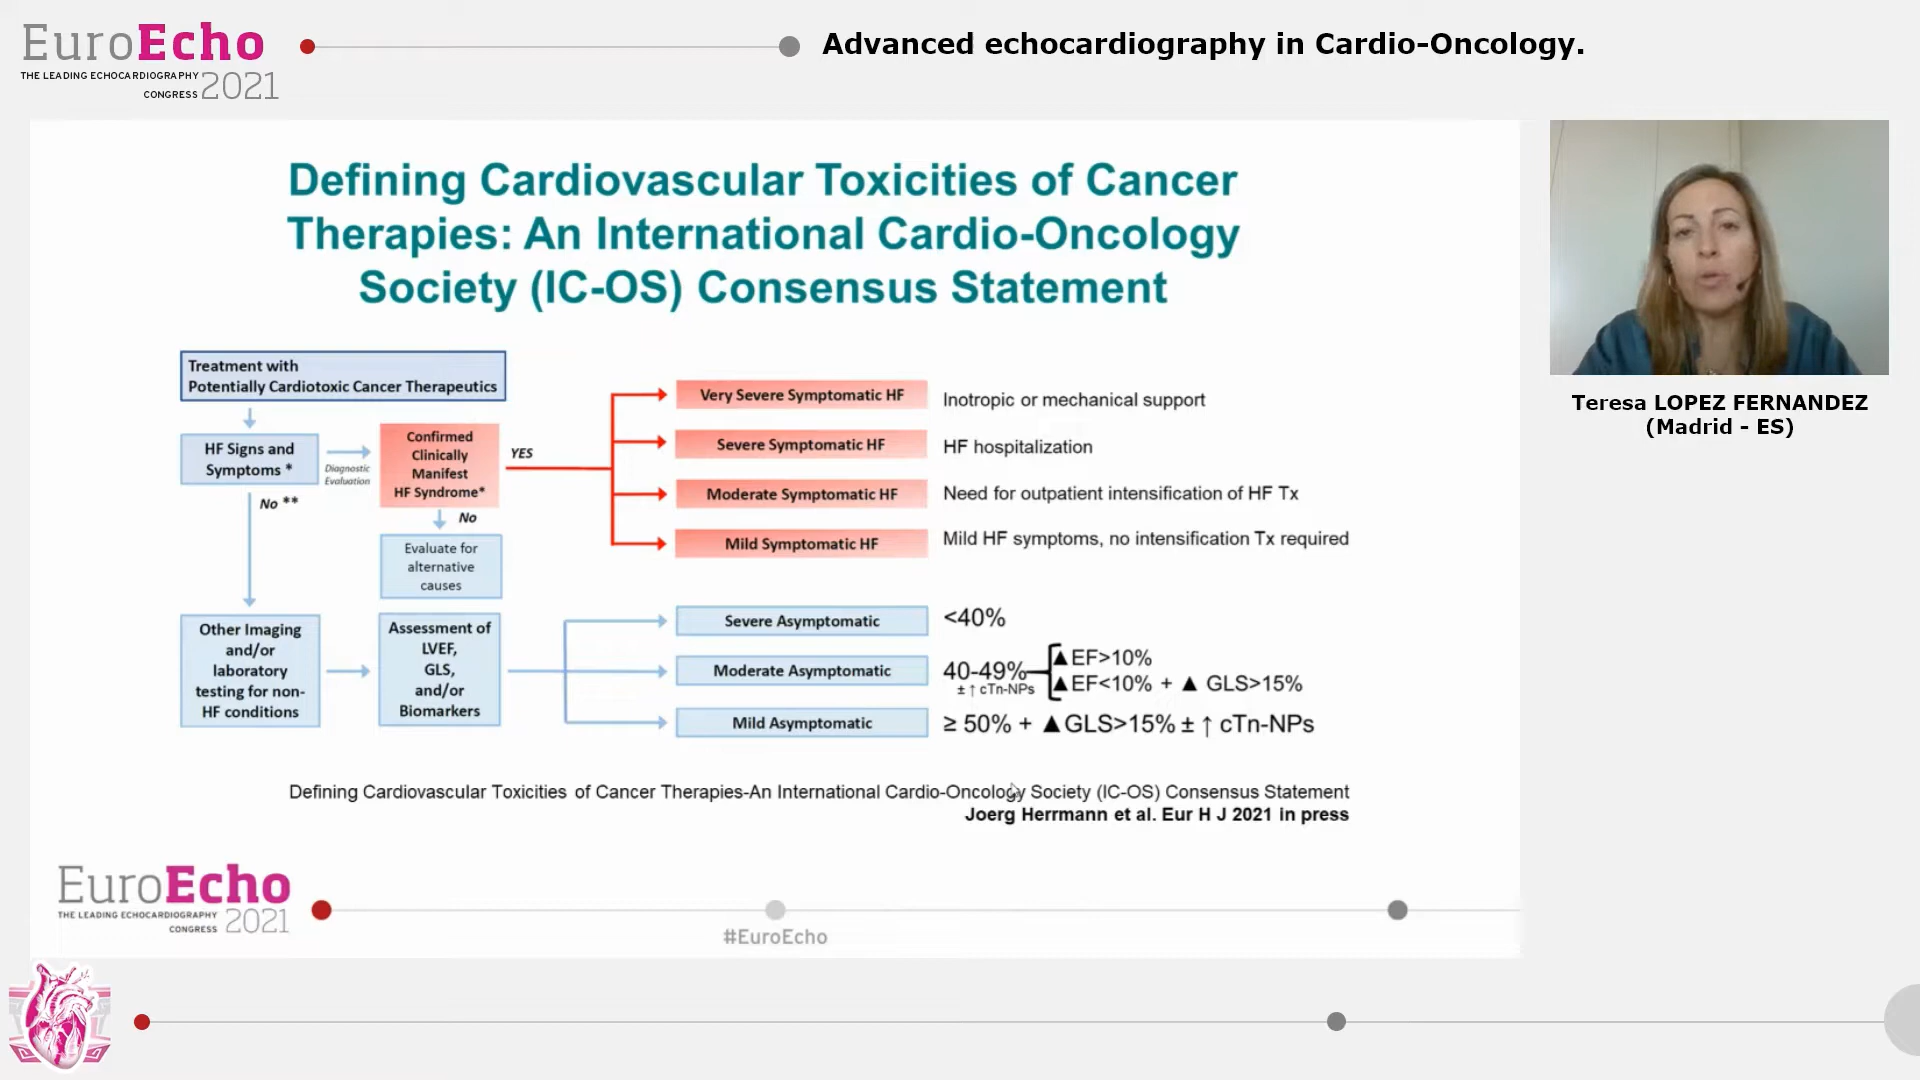 EuroEcho
THE LEADING ECHOCARDIOGRAPHY
CONGRESS 2021
Advanced echocardiography in Cardio-Oncology.
Teresa LOPEZ FERNANDEZ
(Madrid - ES)
Defining Cardiovascular Toxicities of Cancer
Therapies: An International Cardio-Oncology
Society (IC-OS) Consensus Statement
Treatment with
Potentially Cardiotoxic Cancer Therapeutics
HF Signs and
Symptoms *
Diagnostic
Evaluation
No **
Confirmed
Clinically
Manifest
HF Syndrome*
YES
No
Evaluate for
alternative
causes
Very Severe Symptomatic HF
Inotropic or mechanical support
Severe Symptomatic HF
HF hospitalization
Moderate Symptomatic HF
Need for outpatient intensification of HF Tx
Mild Symptomatic HF
Mild HF symptoms, no intensification Tx required
Other Imaging
and/or
laboratory
testing for non-
HF conditions
Assessment of
LVEF,
GLS,
and/or
Biomarkers
Severe Asymptomatic
<40%
Moderate Asymptomatic
40-49%
± ↑ cTn-NPs
▲EF>10%
▲EF<10% + ▲ GLS>15%
Mild Asymptomatic
≥ 50% + ▲GLS>15% ± ↑ cTn-NPs
Defining Cardiovascular Toxicities of Cancer Therapies-An International Cardio-Oncology Society (IC-OS) Consensus Statement
Joerg Herrmann et al. Eur H J 2021 in press
EuroEcho
THE LEADING ECHOCARDIOGRAPHY
CONGRESS 2021
#EuroEcho